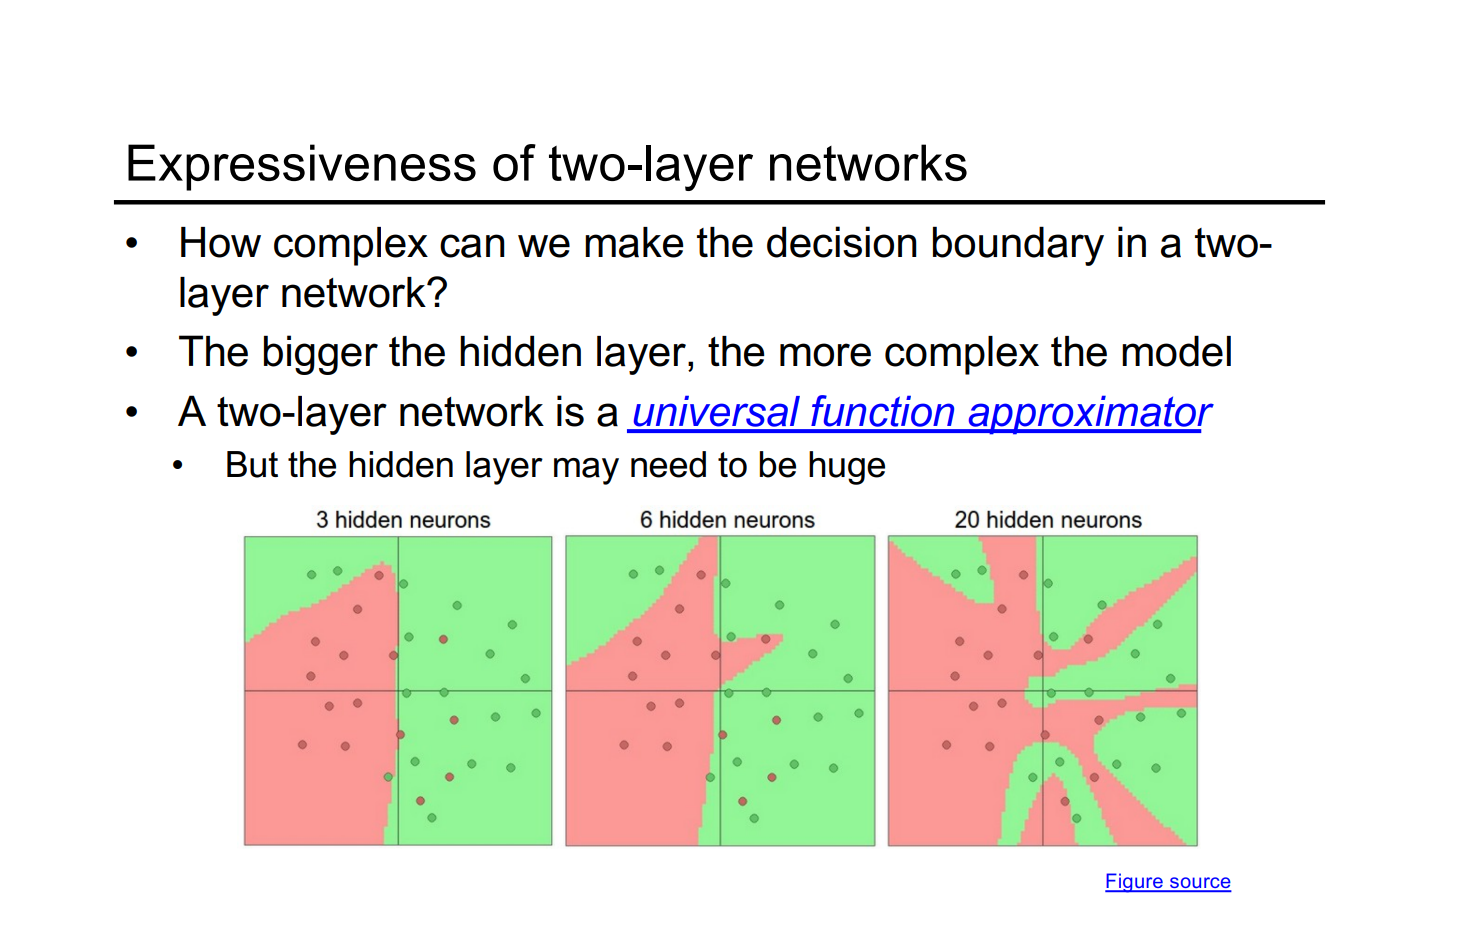 Expressiveness of two-layer networks
• How complex can we make the decision boundary in a two-
layer network?
• The bigger the hidden layer, the more complex the model
• A two-layer network is a universal function approximator
• But the hidden layer may need to be huge
3 hidden neurons
6 hidden neurons
20 hidden neurons
Figure source